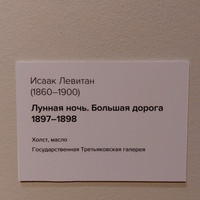 Исаак Левитан
(1860–1900)
Лунная ночь. Большая дорога
1897–1898
Холст, масло
Государственная Третьяковская галерея